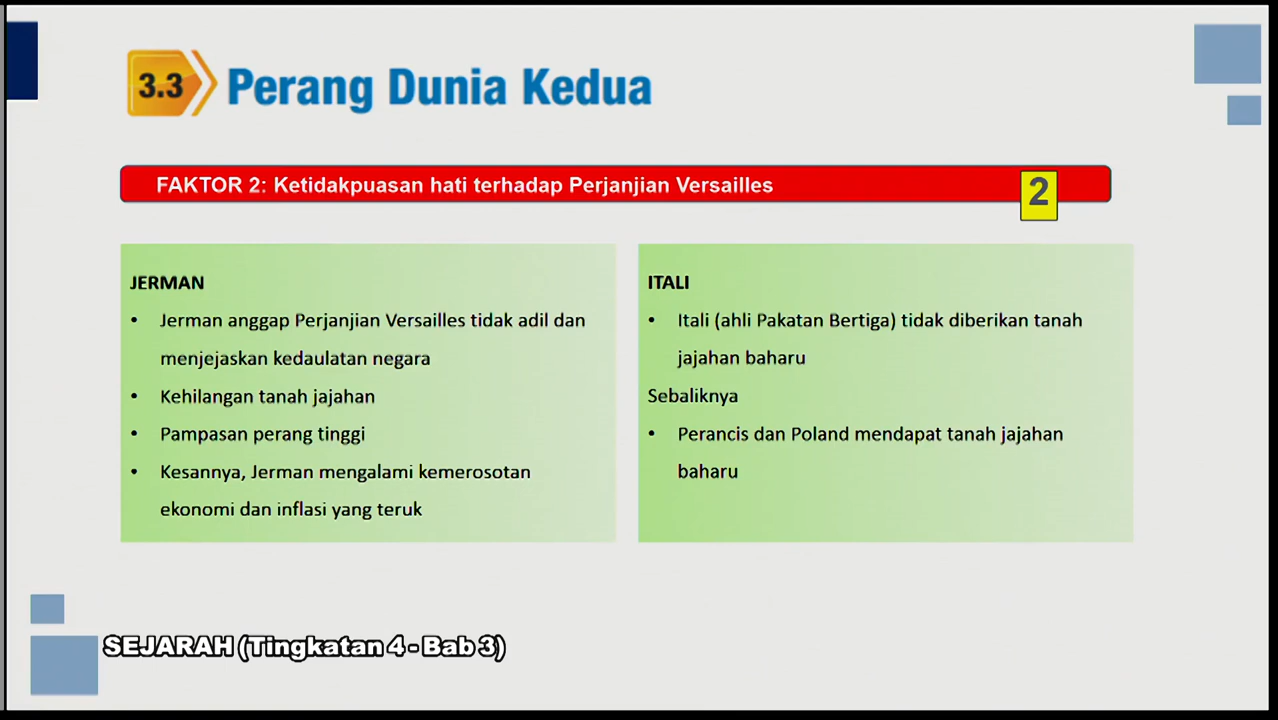 3.3 Perang Dunia Kedua
FAKTOR 2: Ketidakpuasan hati terhadap Perjanjian Versailles
2
JERMAN
• Jerman anggap Perjanjian Versailles tidak adil dan
menjejaskan kedaulatan negara
• Kehilangan tanah jajahan
• Pampasan perang tinggi
• Kesannya, Jerman mengalami kemerosotan
ekonomi dan inflasi yang teruk
ITALI
• Itali (ahli Pakatan Bertiga) tidak diberikan tanah
jajahan baharu
Sebaliknya
• Perancis dan Poland mendapat tanah jajahan
baharu
SEJARAH (Tingkatan 4 - Bab 3)